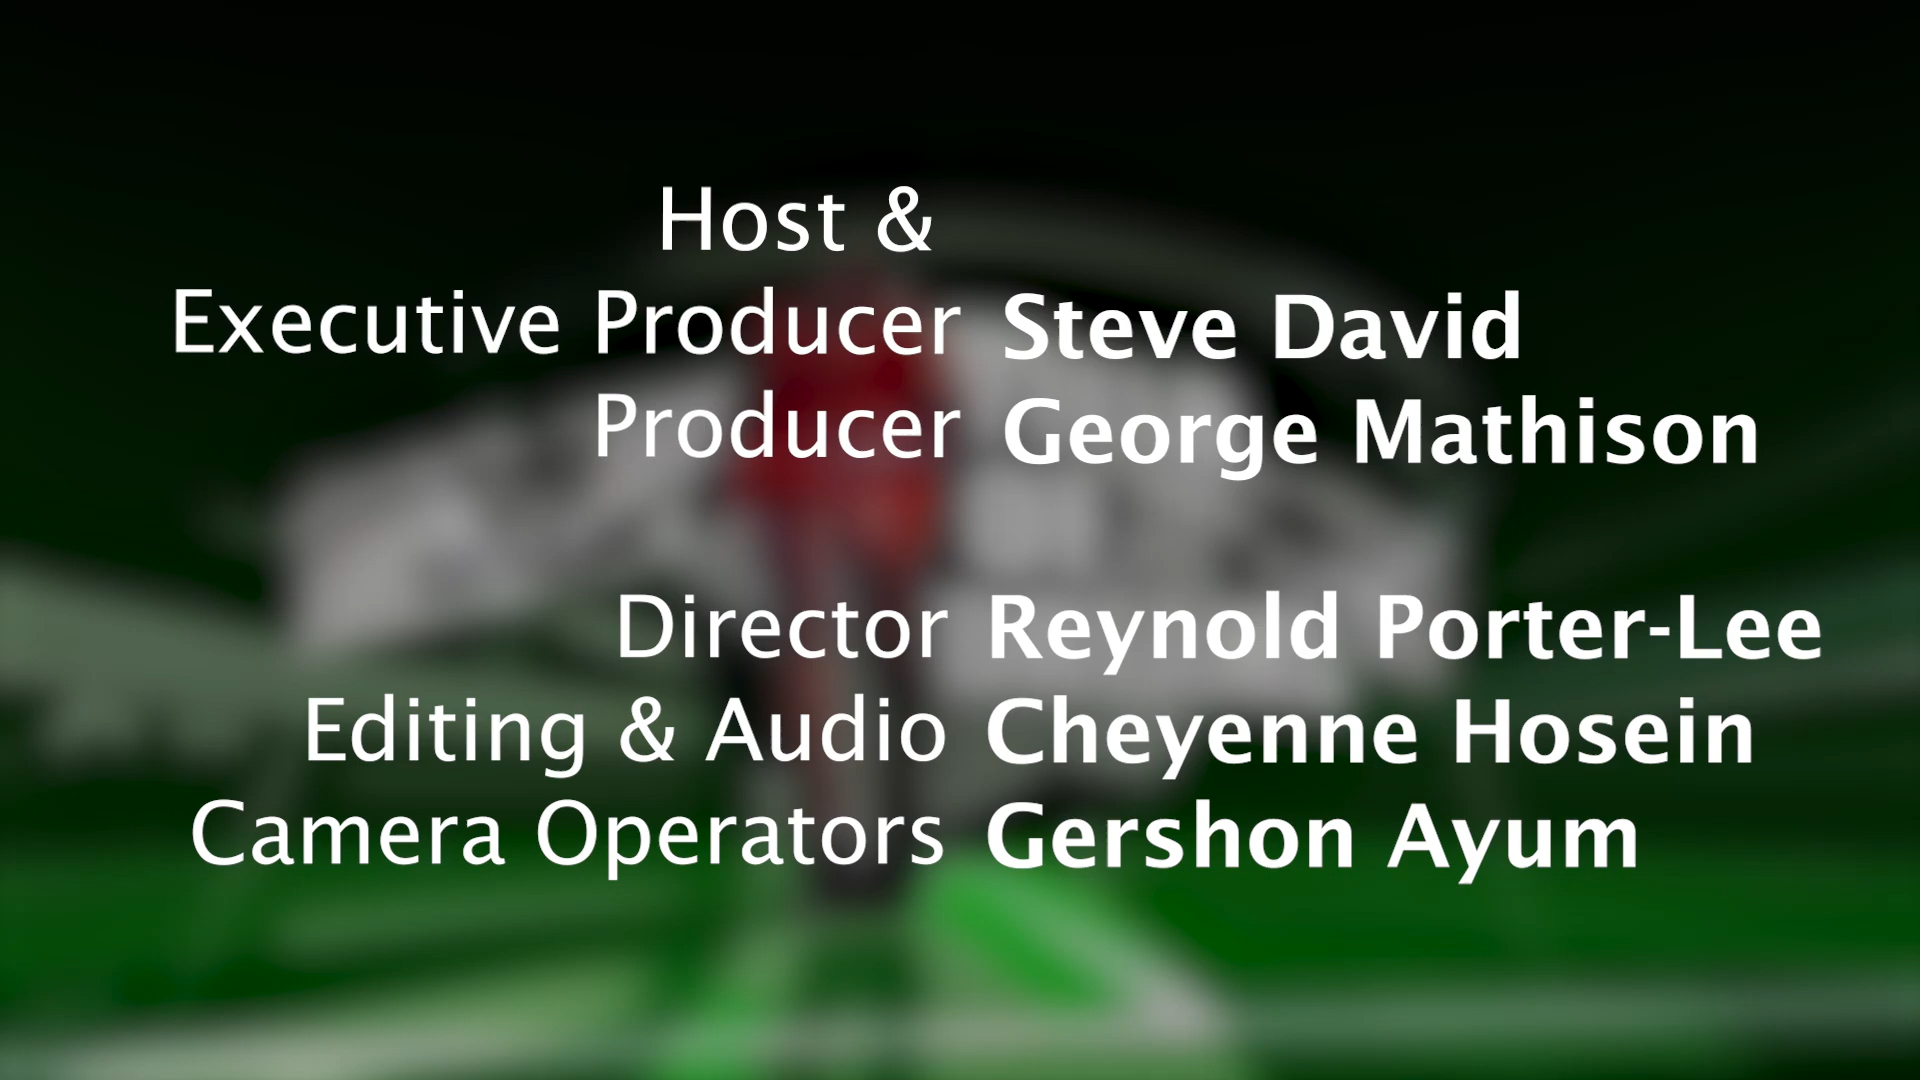 Host &
Executive Producer Steve David
Producer George Mathison
Director Reynold Porter-Lee
Editing & Audio Cheyenne Hosein
Camera Operators Gershon Ayum